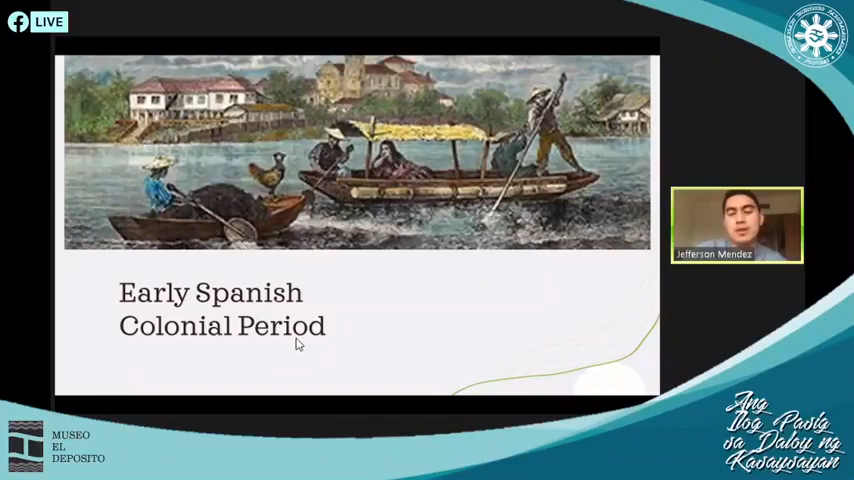 LIVE
Early Spanish
Colonial Period
Jefferson Mendez
MUSEO
EL
DEPOSITO
Ang
Ilog Pasig
sa Daloy ng
Kasaysayan